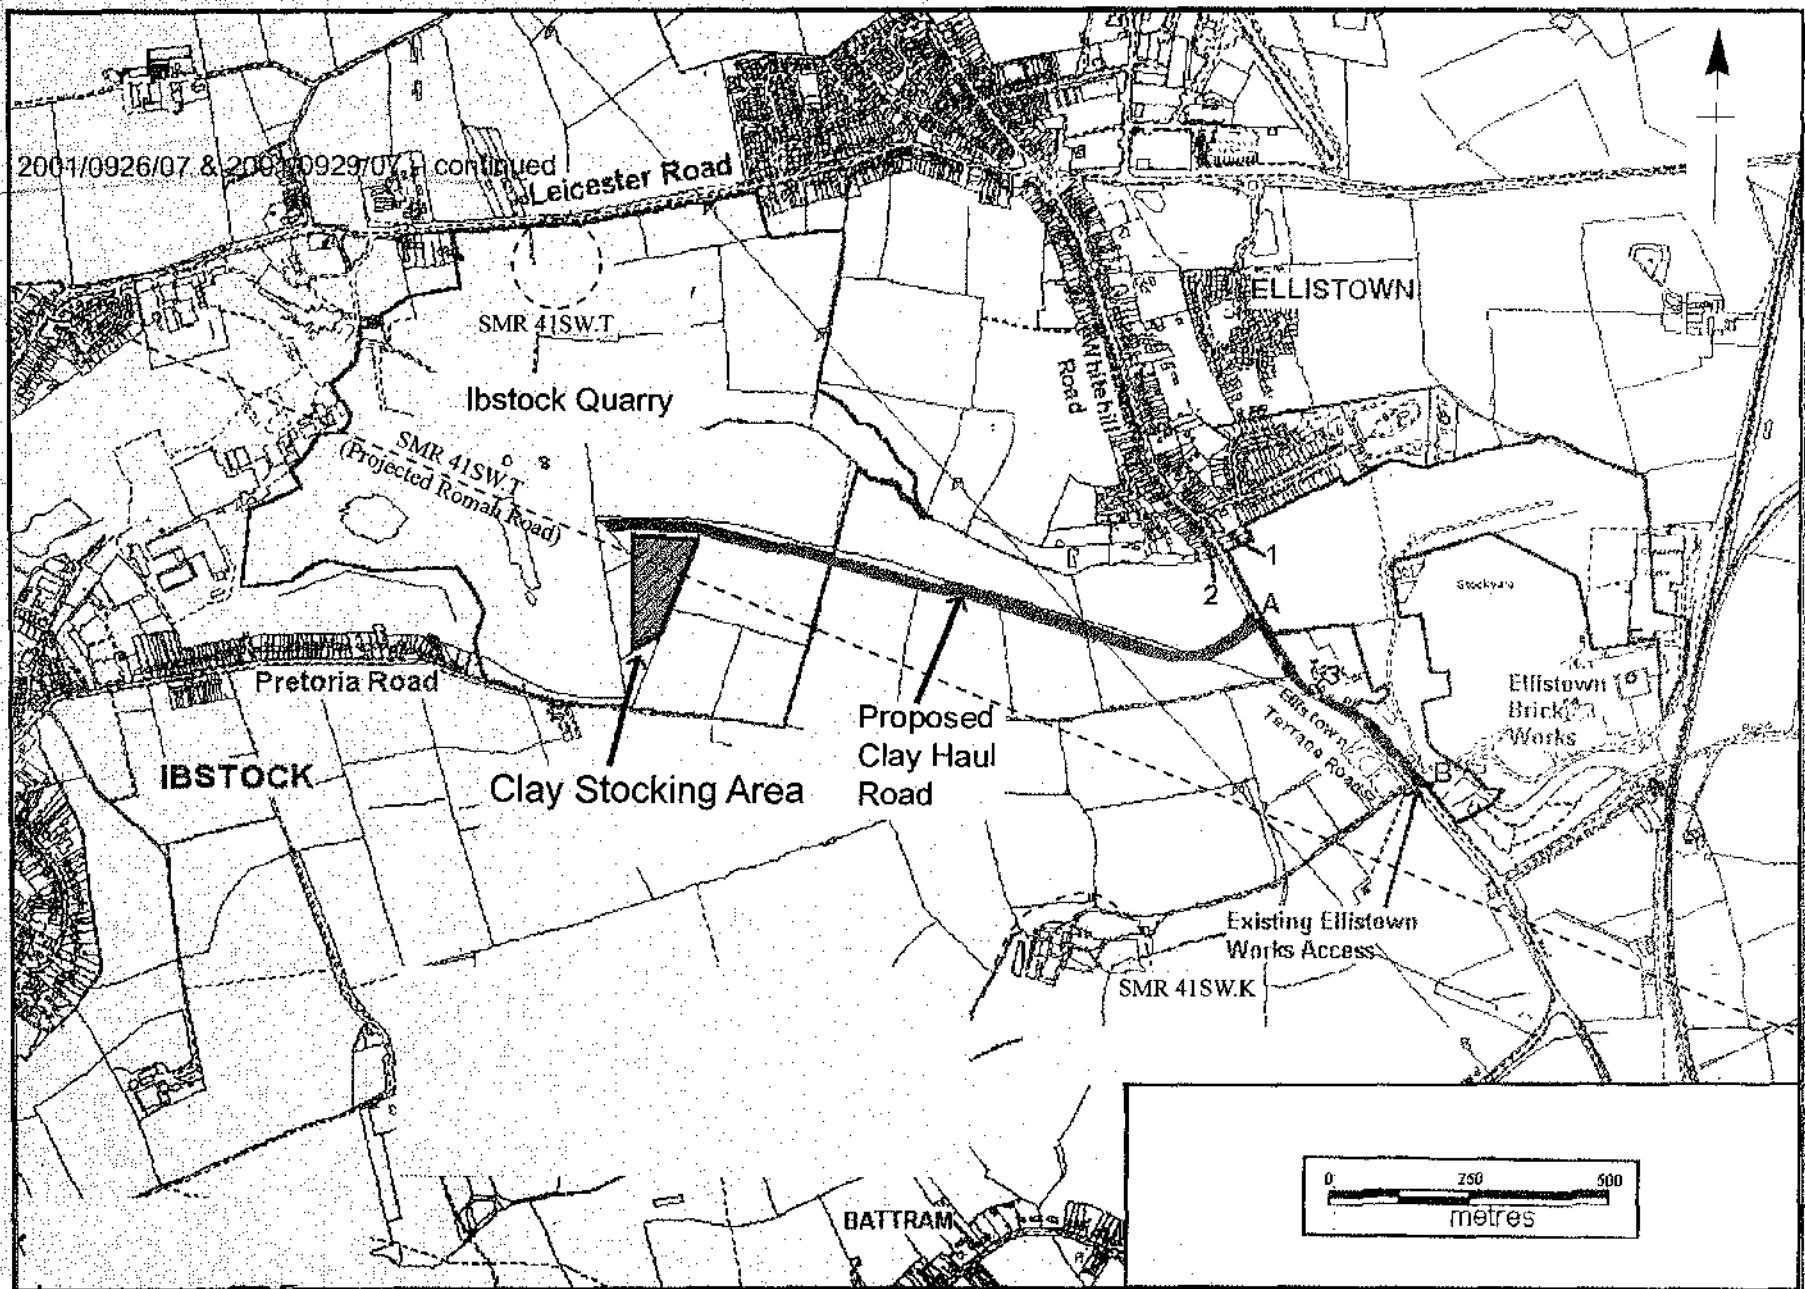 2001/0926/07 & 2001/0929/07 - continued
Leicester Road
SMR 41SW.T
ELLISTOWN
Whitehill
Road
Ibstock Quarry
SMR 41SW.T
(Projected Roman Road)
1
2
A
Stockyard
3
Pretoria Road
Ellistown
Brick
Works
Ellistown
Terrace Road
Proposed
Clay Haul
Road
IBSTOCK
Clay Stocking Area
B
Existing Ellistown
Works Access
SMR 41SW.K
BATTRAM
0 250 500
metres